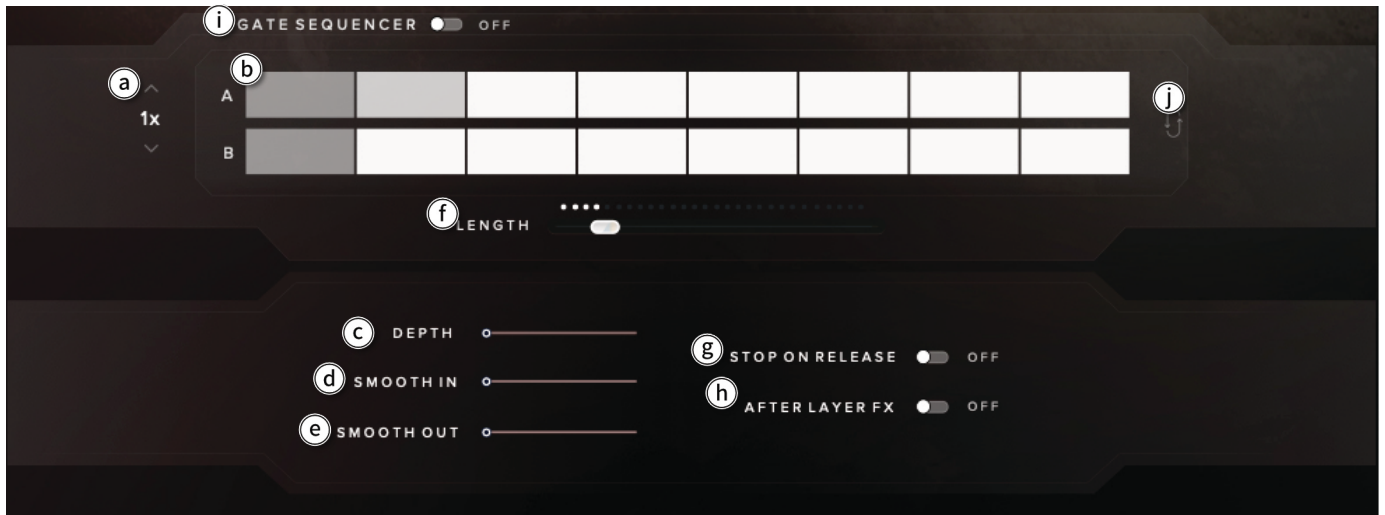 i GATE SEQUENCER OFF
a
b
A
j
1x
B
f LENGTH
c DEPTH
g STOP ON RELEASE OFF
d SMOOTH IN
h AFTER LAYER FX OFF
e SMOOTH OUT